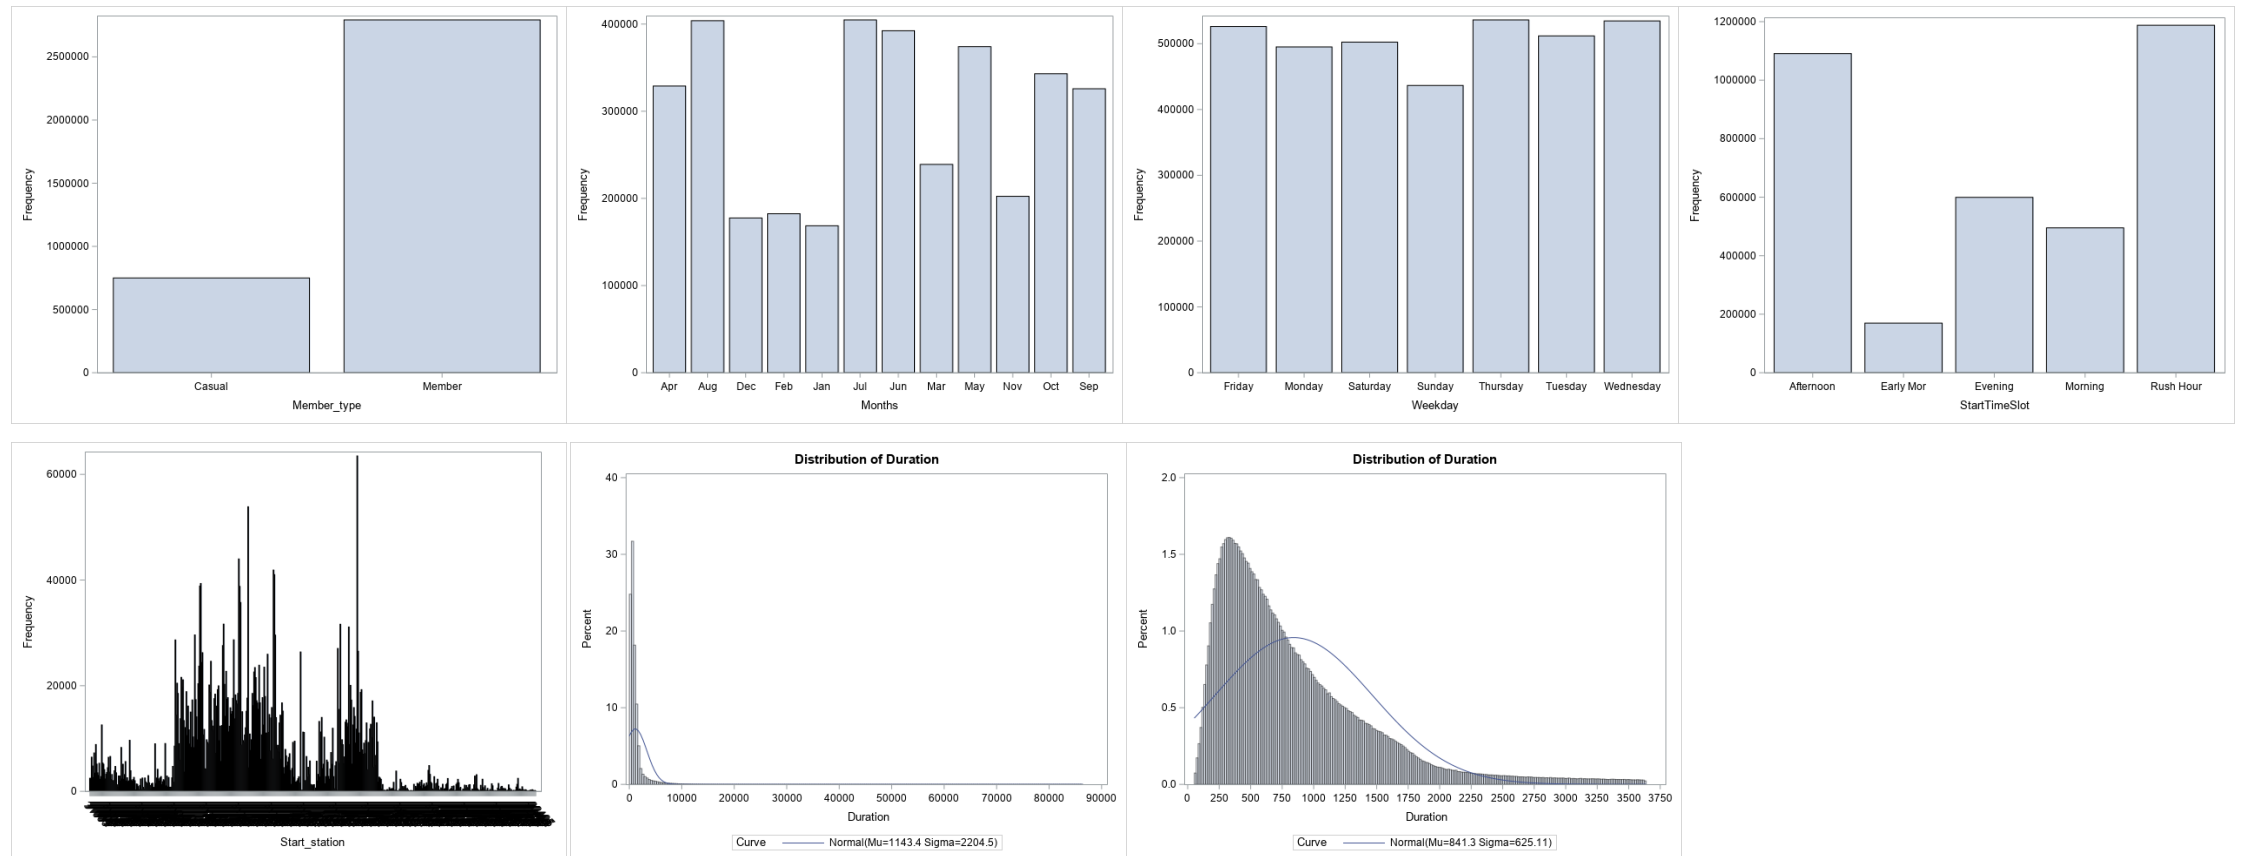 Frequency
2500000
2000000
1500000
1000000
500000
0
Casual Member
Member_type
Frequency
400000
300000
200000
100000
0
Apr Aug Dec Feb Jan Jul Jun Mar May Nov Oct Sep
Months
Frequency
500000
400000
300000
200000
100000
0
Friday Monday Saturday Sunday Thursday Tuesday Wednesday
Weekday
Frequency
1200000
1000000
800000
600000
400000
200000
0
Afternoon Early Mor Evening Morning Rush Hour
StartTimeSlot
Frequency
60000
40000
20000
0
Start_station
Distribution of Duration
Percent
40
30
20
10
0
0 10000 20000 30000 40000 50000 60000 70000 80000 90000
Duration
Curve Normal(Mu=1143.4 Sigma=2204.5)
Distribution of Duration
Percent
2.0
1.5
1.0
0.5
0.0
0 250 500 750 1000 1250 1500 1750 2000 2250 2500 2750 3000 3250 3500 3750
Duration
Curve Normal(Mu=841.3 Sigma=625.11)